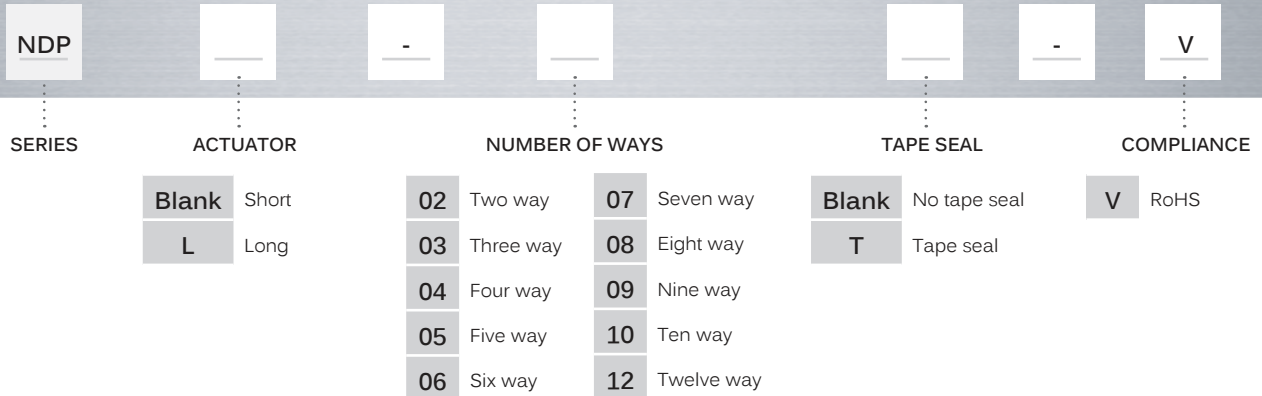 NDP - - V
SERIES ACTUATOR NUMBER OF WAYS TAPE SEAL COMPLIANCE
Blank Short 02 Two way 07 Seven way Blank No tape seal V RoHS
L Long 03 Three way 08 Eight way T Tape seal
04 Four way 09 Nine way
05 Five way 10 Ten way
06 Six way 12 Twelve way